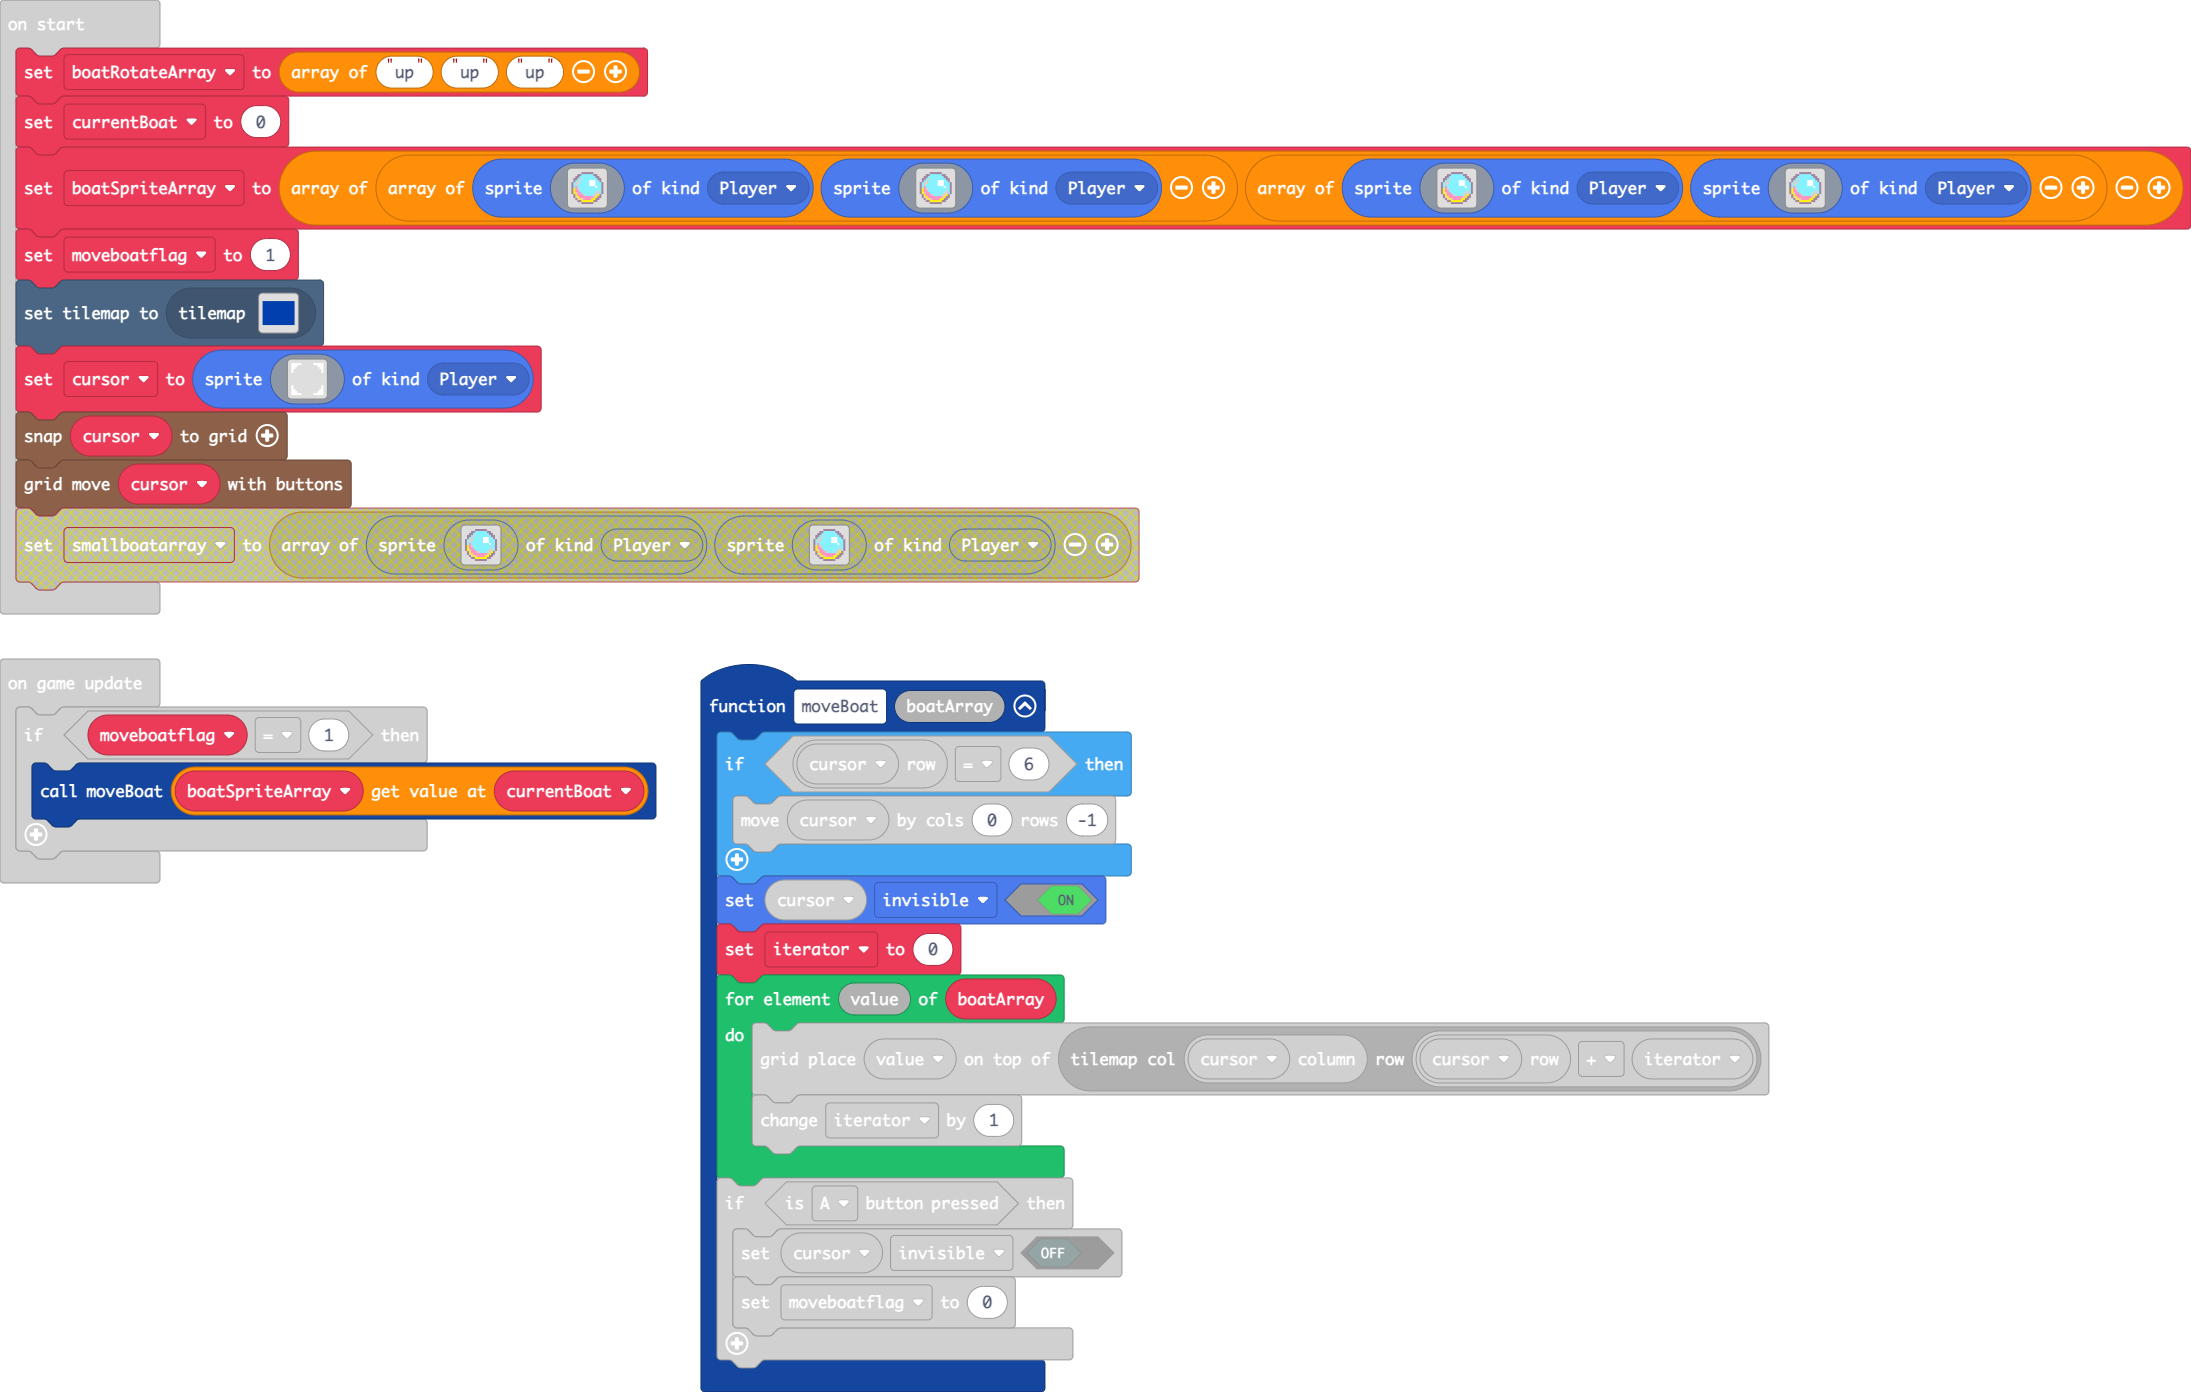 on start
set boatRotateArray to array of "up" "up" "up"
set currentBoat to 0
set boatSpriteArray to array of array of sprite of kind Player sprite of kind Player array of sprite of kind Player sprite of kind Player
set moveboatflag to 1
set tilemap to tilemap
set cursor to sprite of kind Player
snap cursor to grid
grid move cursor with buttons
set smallboatarray to array of sprite of kind Player sprite of kind Player
on game update
if moveboatflag = 1 then
call moveBoat boatSpriteArray get value at currentBoat
function moveBoat boatArray
if cursor row = 6 then
move cursor by cols 0 rows -1
set cursor invisible ON
set iterator to 0
for element value of boatArray
do
grid place value on top of tilemap col cursor column row cursor row + iterator
change iterator by 1
if is A button pressed then
set cursor invisible OFF
set moveboatflag to 0